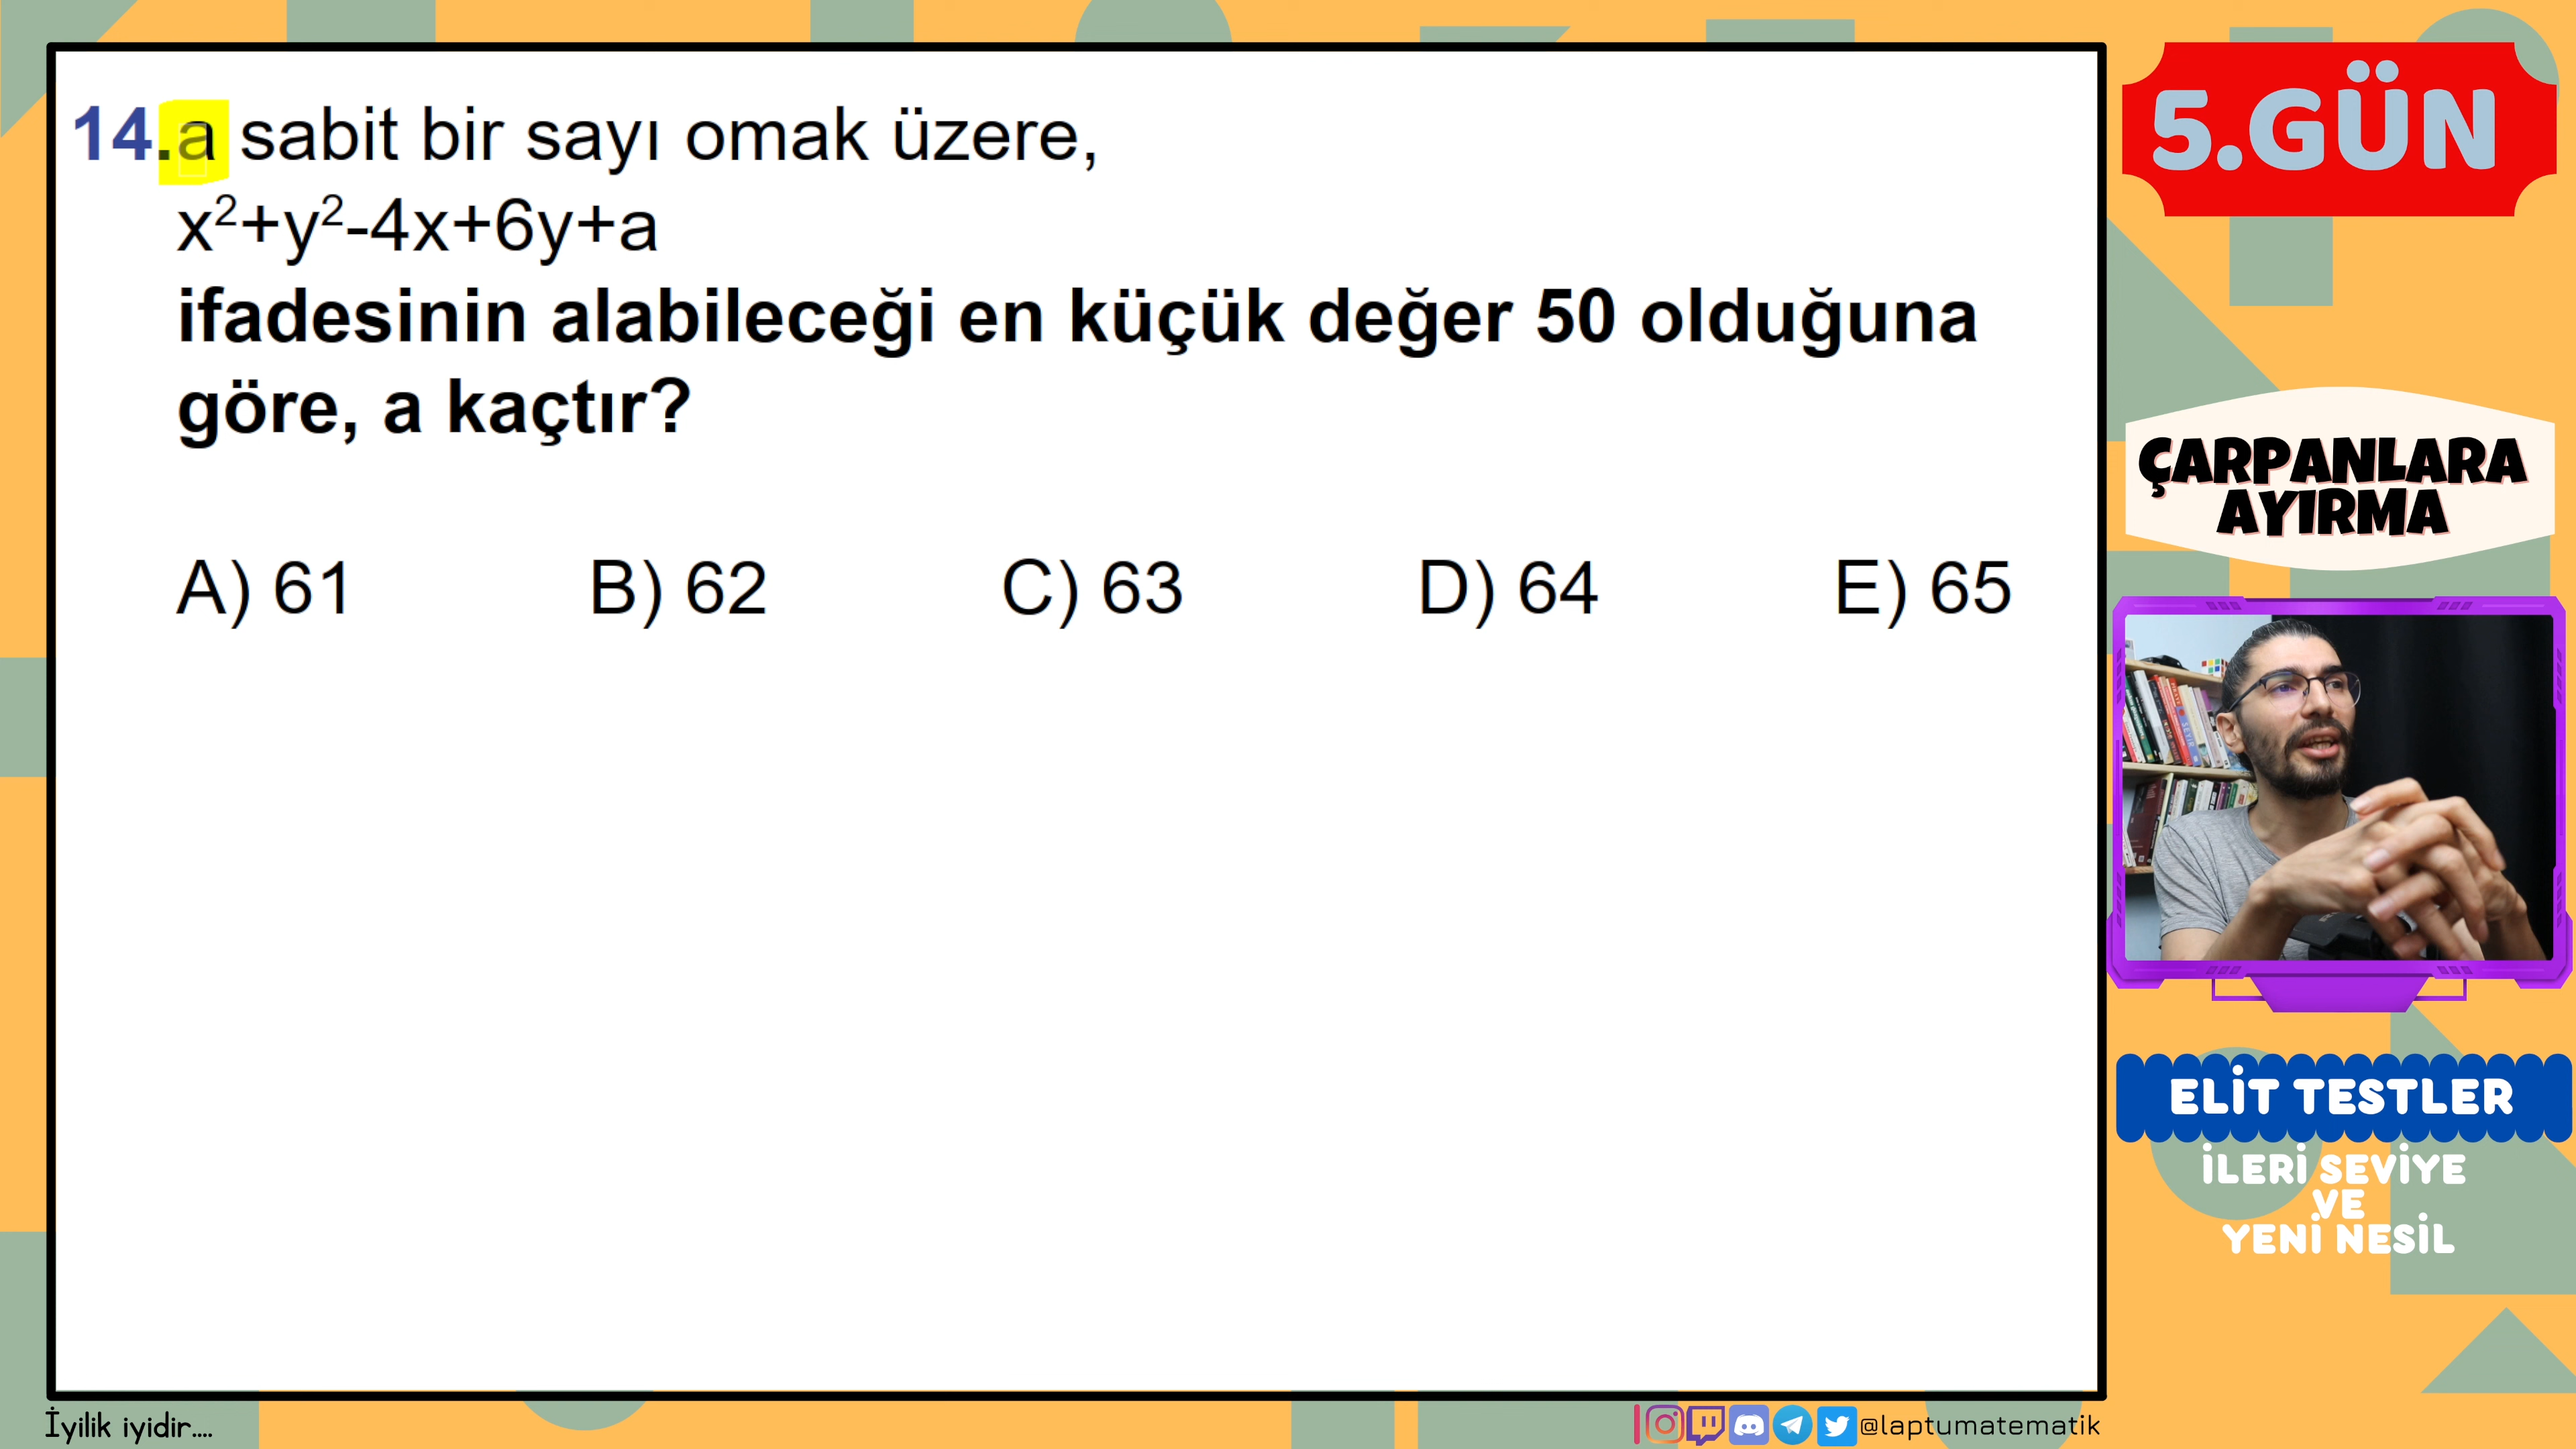 14.a sabit bir sayı omak üzere,
x²+y²-4x+6y+a
ifadesinin alabileceği en küçük değer 50 olduğuna
göre, a kaçtır?
A) 61 B) 62 C) 63 D) 64 E) 65
5.GÜN
ÇARPANLARA
AYIRMA
ELİT TESTLER
İLERİ SEVİYE
VE
YENİ NESİL
İyilik iyidir....
@laptumatematik